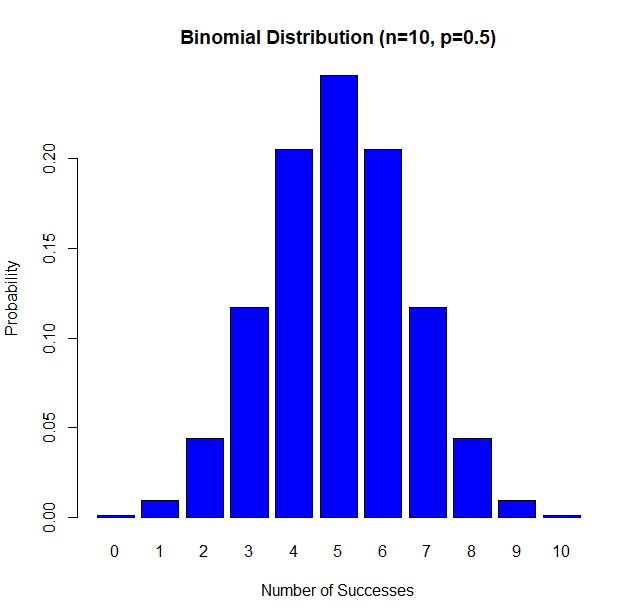 Binomial Distribution (n=10, p=0.5)
Probability
0.20
0.15
0.10
0.05
0.00
0 1 2 3 4 5 6 7 8 9 10
Number of Successes